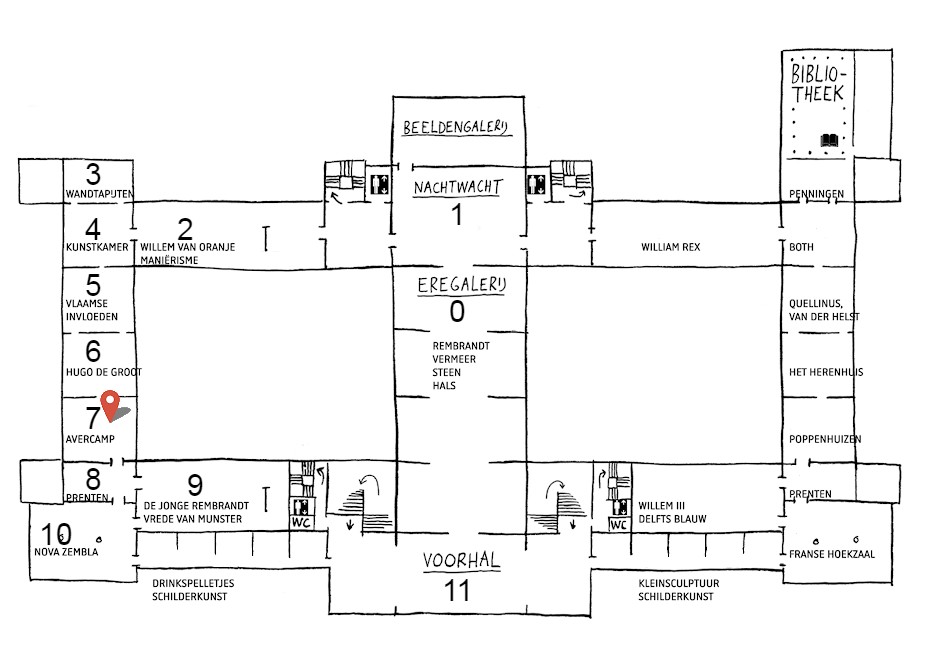 BIBLIO-
THEEK
BEELDENGALERIJ
3
WANDTAPIJTEN
NACHTWACHT
1
PENNINGEN
4
KUNSTKAMER
2
WILLEM VAN ORANJE
MANIËRISME
WILLIAM REX
BOTH
EREGALERIJ
0
5
VLAAMSE
INVLOEDEN
QUELLINUS,
VAN DER HELST
6
HUGO DE GROOT
REMBRANDT
VERMEER
STEEN
HALS
HET HERENHUIS
7
AVERCAMP
POPPENHUIZEN
8
PRENTEN
9
DE JONGE REMBRANDT
VREDE VAN MUNSTER
WC
WC
WILLEM III
DELFTS BLAUW
PRENTEN
10
NOVA ZEMBLA
VOORHAL
11
FRANSE HOEKZAAL
DRINKSPELLETJES
SCHILDERKUNST
KLEINSCULPTUUR
SCHILDERKUNST